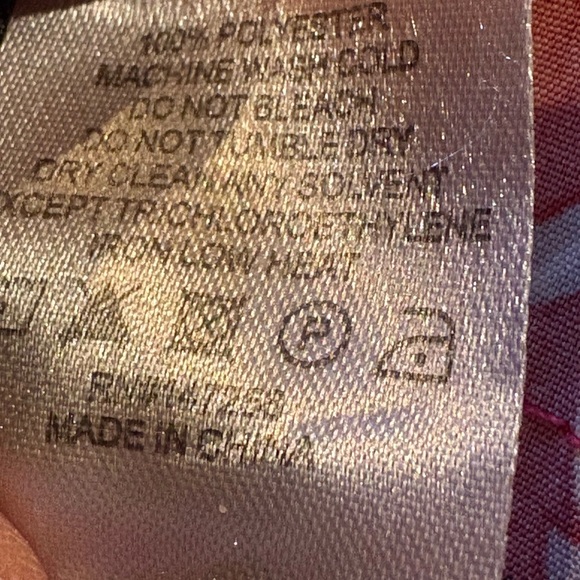 100% POLYESTER
MACHINE WASH COLD
DO NOT BLEACH
DO NOT TUMBLE DRY
DRY CLEAN ANY SOLVENT
EXCEPT TRICHLOROETHYLENE
IRON LOW HEAT
P
MADE IN CHINA